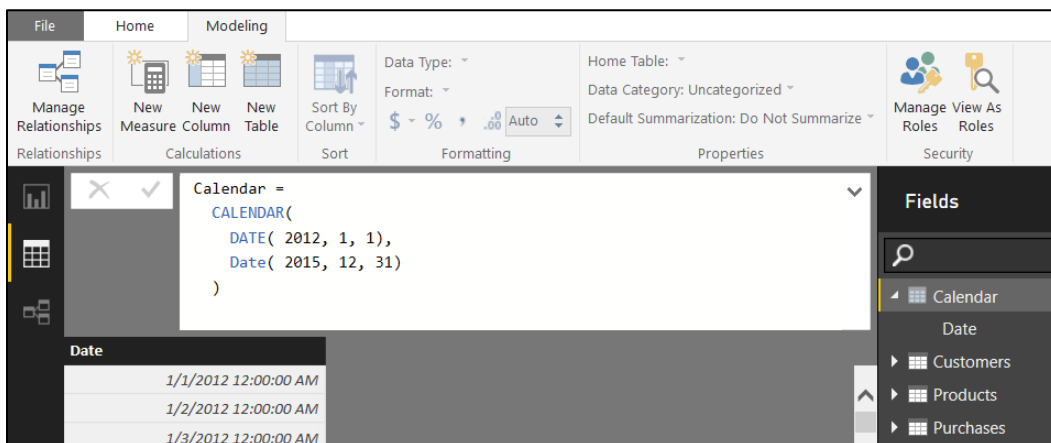 File Home Modeling
Data Type: Home Table:
Format: Data Category: Uncategorized
Manage New New New Sort By $ % , .00 Auto Default Summarization: Do Not Summarize Manage View As
Relationships Measure Column Table Column Roles Roles
Relationships Calculations Sort Formatting Properties Security
Calendar =
CALENDAR(
DATE( 2012, 1, 1),
Date( 2015, 12, 31)
)
Fields
Calendar
Date
Customers
Products
Purchases
Date
1/1/2012 12:00:00 AM
1/2/2012 12:00:00 AM
1/3/2012 12:00:00 AM